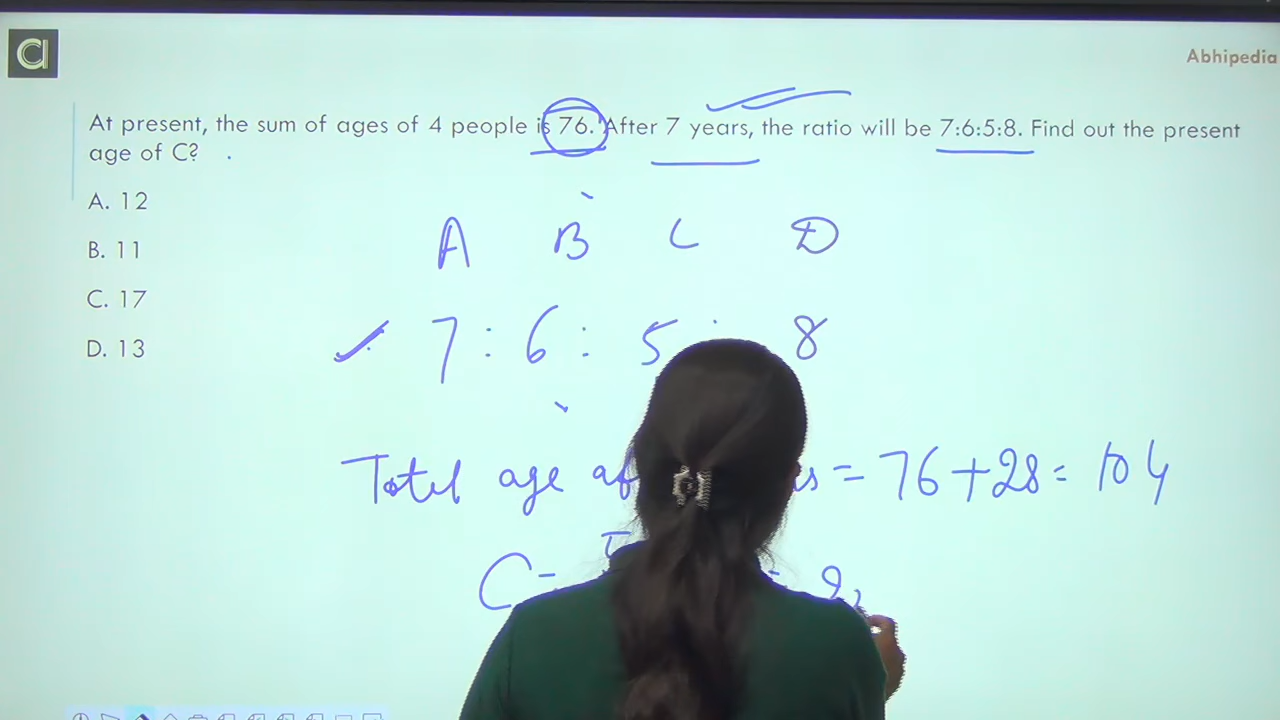 Abhipedia
At present, the sum of ages of 4 people is 76. After 7 years, the ratio will be 7:6:5:8. Find out the present
age of C?
A. 12
B. 11
C. 17
D. 13
A B C D
7 : 6 : 5 : 8
Total age = 76+28= 104
C =